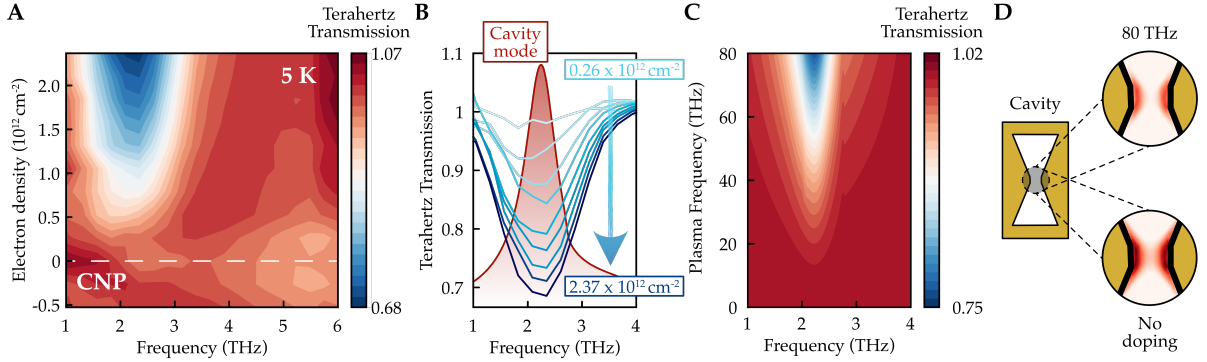 A
Terahertz
Transmission
1.07
0.68
5 K
CNP
Electron density (10¹² cm⁻²)
2.0
1.5
1.0
0.5
0
-0.5
1 2 3 4 5 6
Frequency (THz)
B
Cavity
mode
0.26 x 10¹² cm⁻²
2.37 x 10¹² cm⁻²
Terahertz Transmission
1.1
1
0.9
0.8
0.7
1 2 3 4
Frequency (THz)
C
Terahertz
Transmission
1.02
0.75
Plasma Frequency (THz)
80
60
40
20
0
1 2 3 4
Frequency (THz)
D
80 THz
Cavity
No
doping